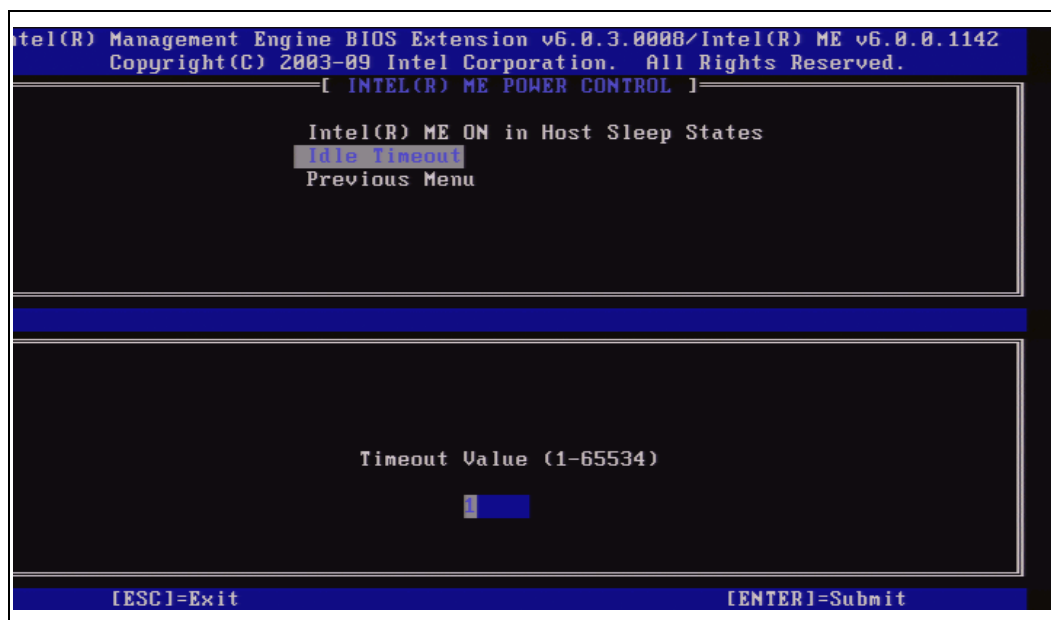 tel(R) Management Engine BIOS Extension v6.0.3.0008/Intel(R) ME v6.0.0.1142
Copyright(C) 2003-09 Intel Corporation. All Rights Reserved.
[ INTEL(R) ME POWER CONTROL ]
Intel(R) ME ON in Host Sleep States
Idle Timeout
Previous Menu
Timeout Value (1-65534)
1
[ESC]=Exit [ENTER]=Submit